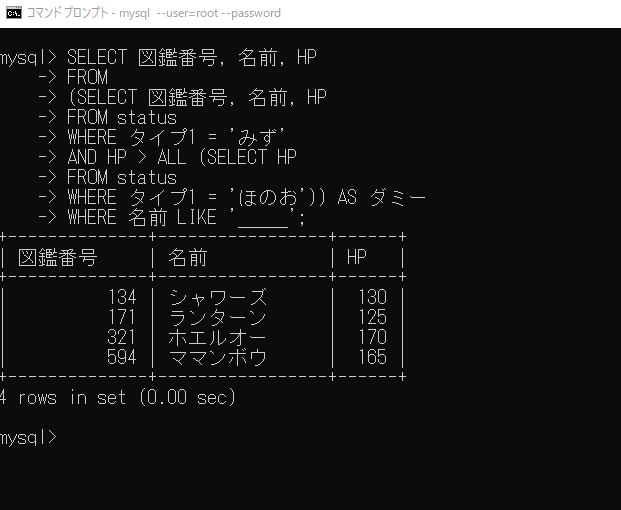 コマンド プロンプト - mysql --user=root --password
mysql> SELECT 図鑑番号, 名前, HP
-> FROM
-> (SELECT 図鑑番号, 名前, HP
-> FROM status
-> WHERE タイプ1 = 'みず'
-> AND HP > ALL (SELECT HP
-> FROM status
-> WHERE タイプ1 = 'ほのお')) AS ダミー
-> WHERE 名前 LIKE '_____';
+--------------+-----------------+------+
| 図鑑番号 | 名前 | HP |
+--------------+-----------------+------+
| 134 | シャワーズ | 130 |
| 171 | ランターン | 125 |
| 321 | ホエルオー | 170 |
| 594 | ママンボウ | 165 |
+--------------+-----------------+------+
4 rows in set (0.00 sec)
mysql>